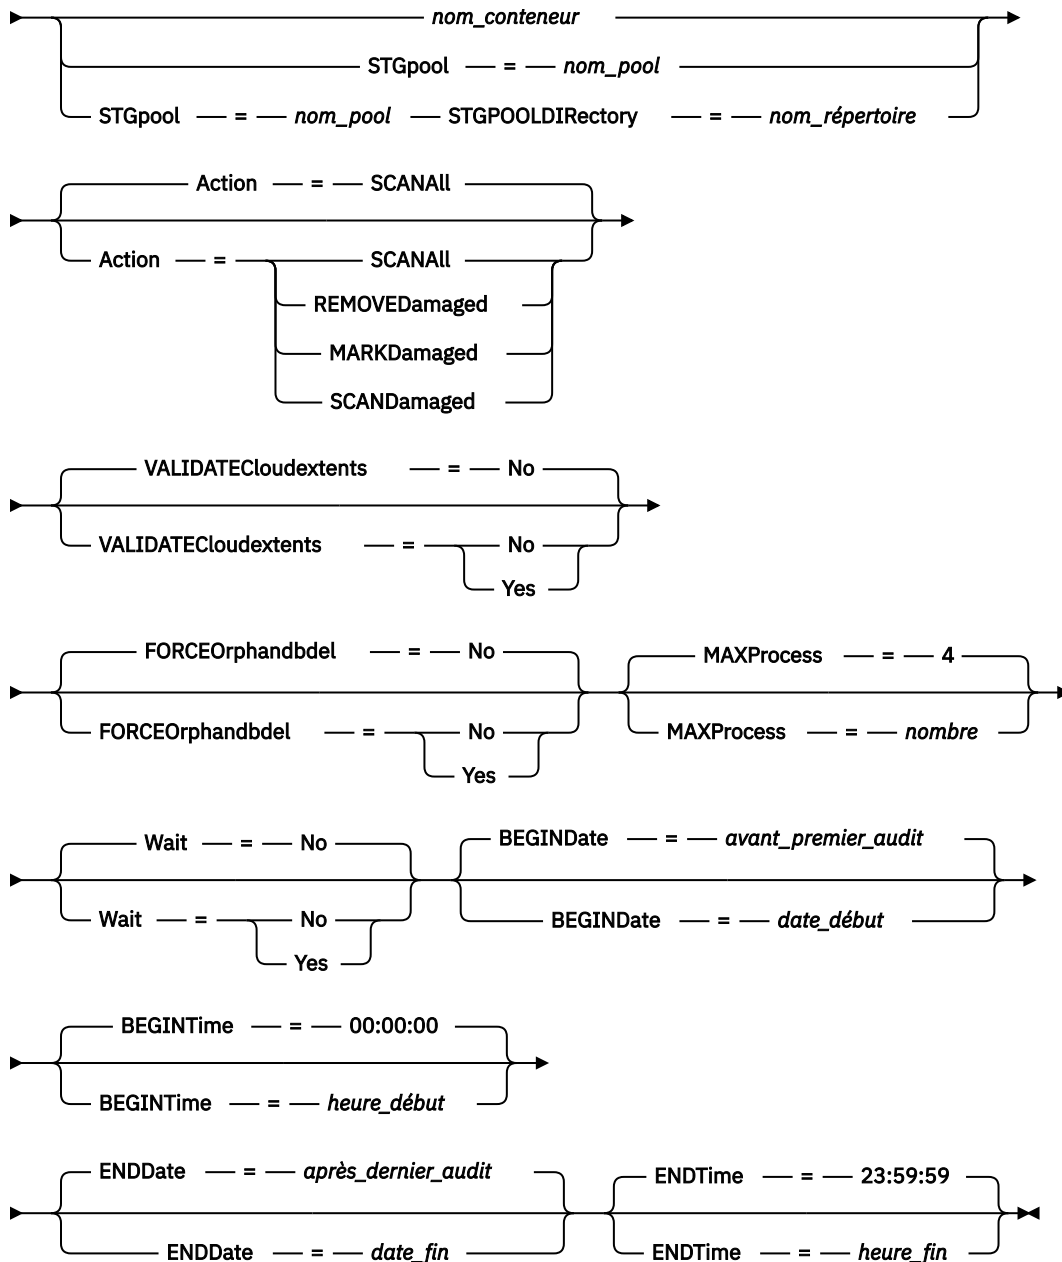 nom_conteneur
STGpool = nom_pool
STGpool = nom_pool STGPOOLDIRectory = nom_répertoire
Action = SCANAll
Action = SCANAll
REMOVEDamaged
MARKDamaged
SCANDamaged
VALIDATECloudextents = No
VALIDATECloudextents = No
Yes
FORCEOrphandbdel = No
FORCEOrphandbdel = No
Yes
MAXProcess = 4
MAXProcess = nombre
Wait = No
Wait = No
Yes
BEGINDate = avant_premier_audit
BEGINDate = date_début
BEGINTime = 00:00:00
BEGINTime = heure_début
ENDDate = après_dernier_audit
ENDDate = date_fin
ENDTime = 23:59:59
ENDTime = heure_fin